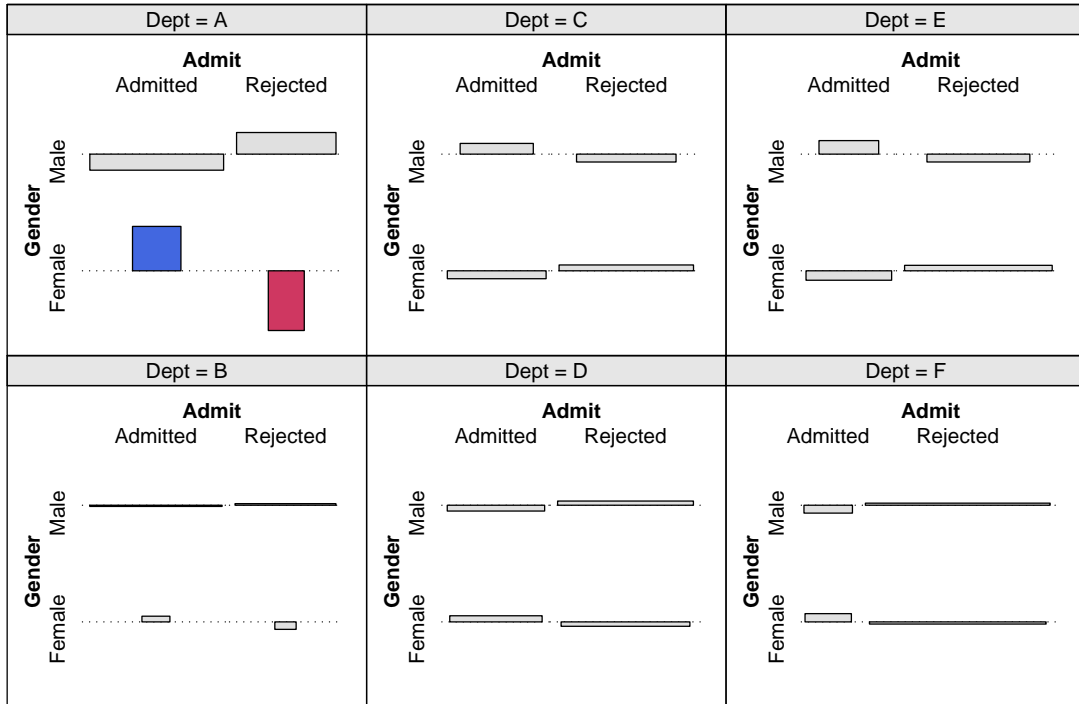 Dept = A
Admit
Admitted Rejected
Gender
Male
Female
Dept = C
Admit
Admitted Rejected
Gender
Male
Female
Dept = E
Admit
Admitted Rejected
Gender
Male
Female
Dept = B
Admit
Admitted Rejected
Gender
Male
Female
Dept = D
Admit
Admitted Rejected
Gender
Male
Female
Dept = F
Admit
Admitted Rejected
Gender
Male
Female